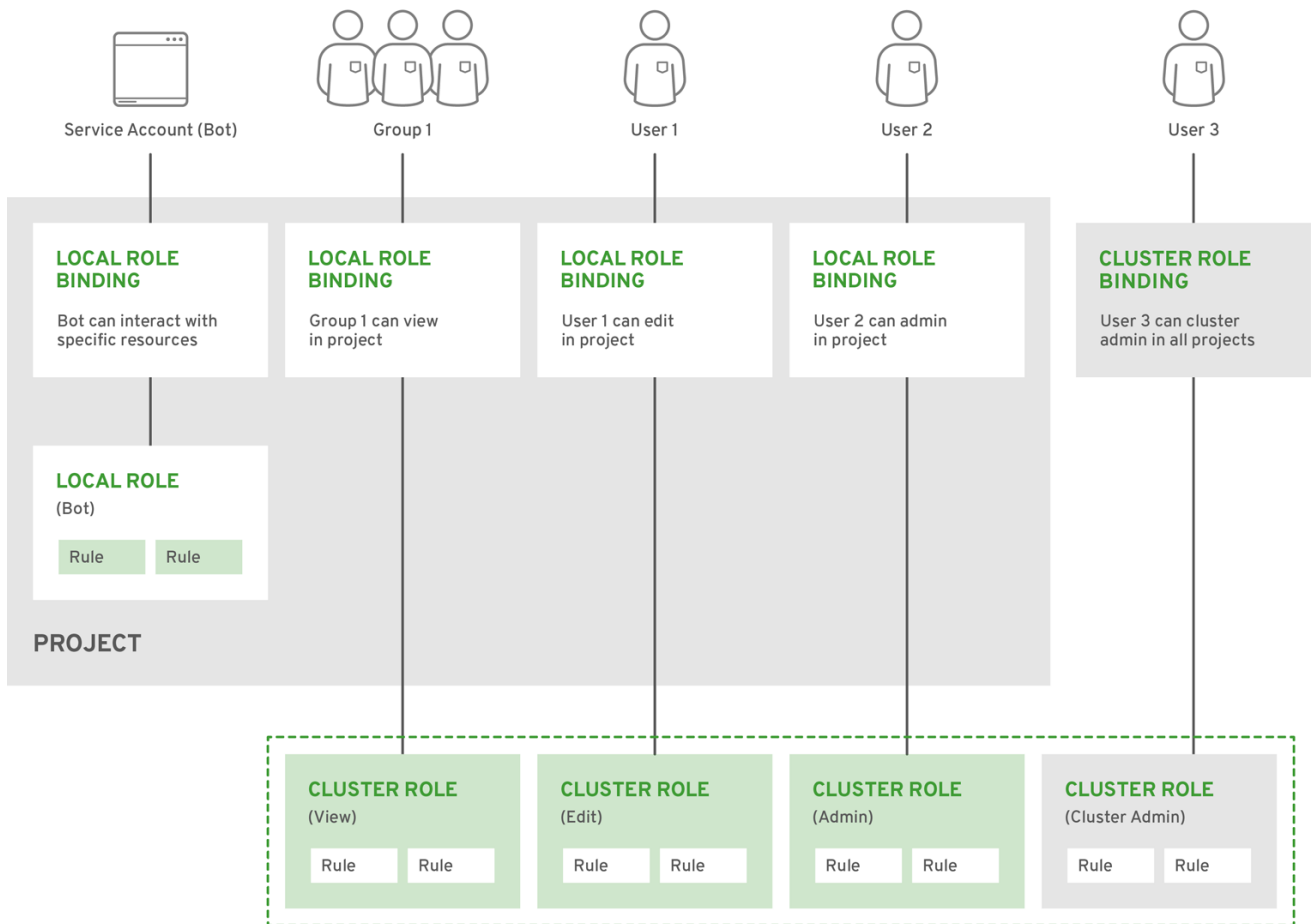 Service Account (Bot)
Group 1
User 1
User 2
User 3
LOCAL ROLE
BINDING
Bot can interact with
specific resources
LOCAL ROLE
BINDING
Group 1 can view
in project
LOCAL ROLE
BINDING
User 1 can edit
in project
LOCAL ROLE
BINDING
User 2 can admin
in project
CLUSTER ROLE
BINDING
User 3 can cluster
admin in all projects
LOCAL ROLE
(Bot)
Rule
Rule
PROJECT
CLUSTER ROLE
(View)
Rule
Rule
CLUSTER ROLE
(Edit)
Rule
Rule
CLUSTER ROLE
(Admin)
Rule
Rule
CLUSTER ROLE
(Cluster Admin)
Rule
Rule